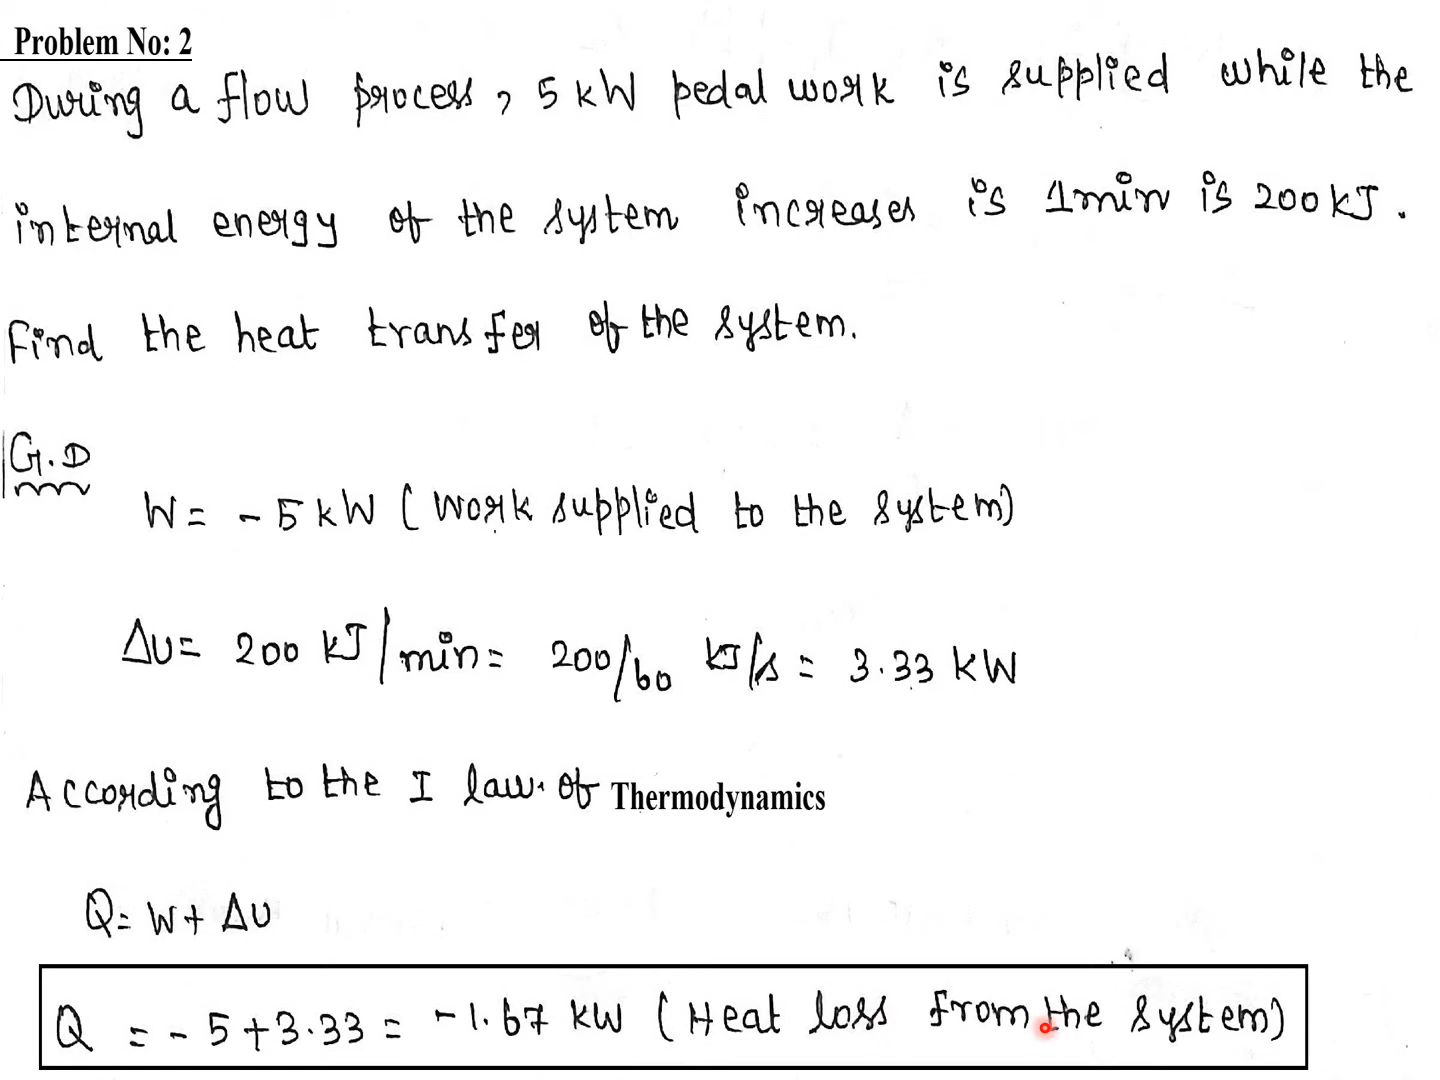 Problem No: 2
During a flow process, 5 kW pedal work is supplied while the
internal energy of the system increases is 1min is 200 kJ.
Find the heat transfer of the system.
G.D
W = - 5 kW ( Work supplied to the system)
ΔU = 200 kJ/min = 200/60 kJ/s = 3.33 kW
According to the I law. of Thermodynamics
Q = W + ΔU
Q = - 5 + 3.33 = - 1.67 kW ( Heat loss from the system)